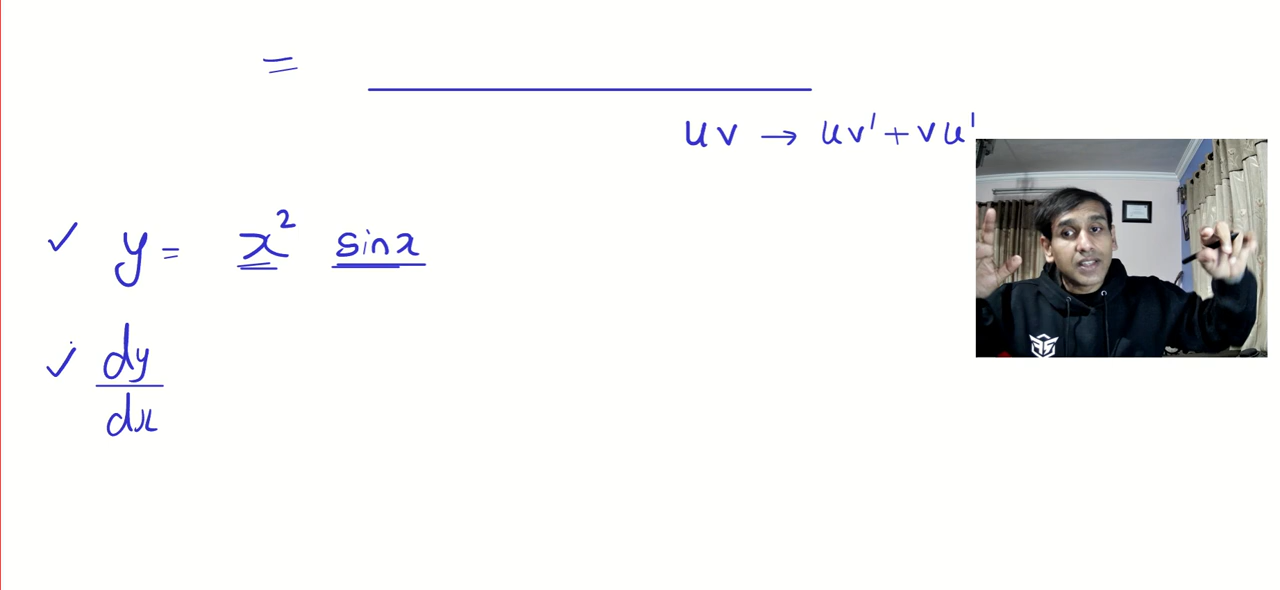 =
uv → uv' + vu'
✓ y = x² sinx
✓ dy/dx